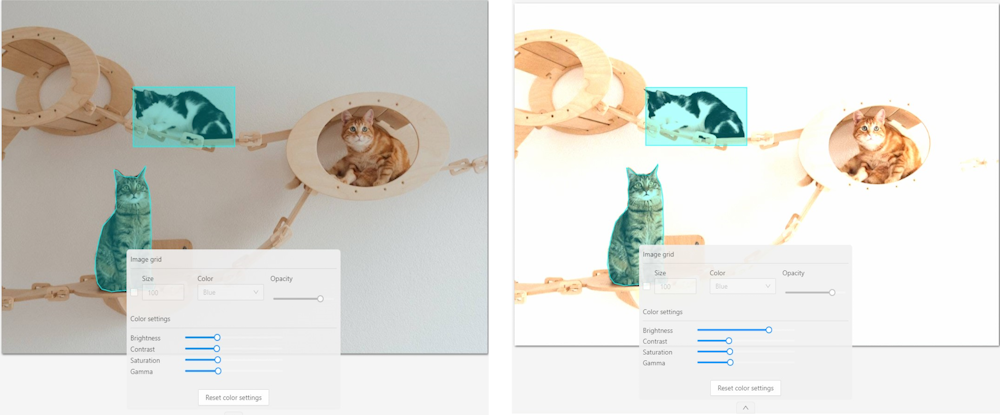 Image grid
Size Color Opacity
100 Blue
Color settings
Brightness
Contrast
Saturation
Gamma
Reset color settings
Image grid
Size Color Opacity
100 Blue
Color settings
Brightness
Contrast
Saturation
Gamma
Reset color settings